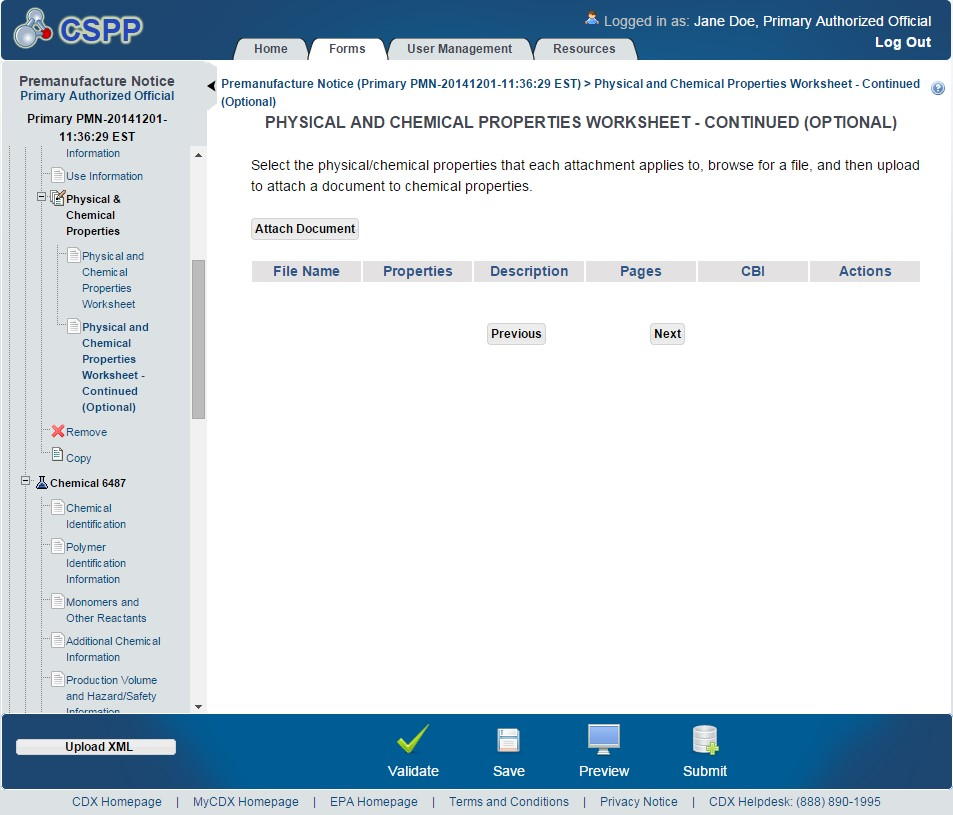 CSPP
Logged in as: Jane Doe, Primary Authorized Official
Log Out
Home
Forms
User Management
Resources
Premanufacture Notice
Primary Authorized Official
Primary PMN-20141201-
11:36:29 EST
Information
Use Information
Physical &
Chemical
Properties
Physical and
Chemical
Properties
Worksheet
Physical and
Chemical
Properties
Worksheet -
Continued
(Optional)
Remove
Copy
Chemical 6487
Chemical
Identification
Polymer
Identification
Information
Monomers and
Other Reactants
Additional Chemical
Information
Production Volume
and Hazard/Safety
Information
Premanufacture Notice (Primary PMN-20141201-11:36:29 EST) > Physical and Chemical Properties Worksheet - Continued
(Optional)
?
PHYSICAL AND CHEMICAL PROPERTIES WORKSHEET - CONTINUED (OPTIONAL)
Select the physical/chemical properties that each attachment applies to, browse for a file, and then upload
to attach a document to chemical properties.
Attach Document
File Name Properties Description Pages CBI Actions
Previous Next
Upload XML
Validate Save Preview Submit
CDX Homepage | MyCDX Homepage | EPA Homepage | Terms and Conditions | Privacy Notice | CDX Helpdesk: (888) 890-1995